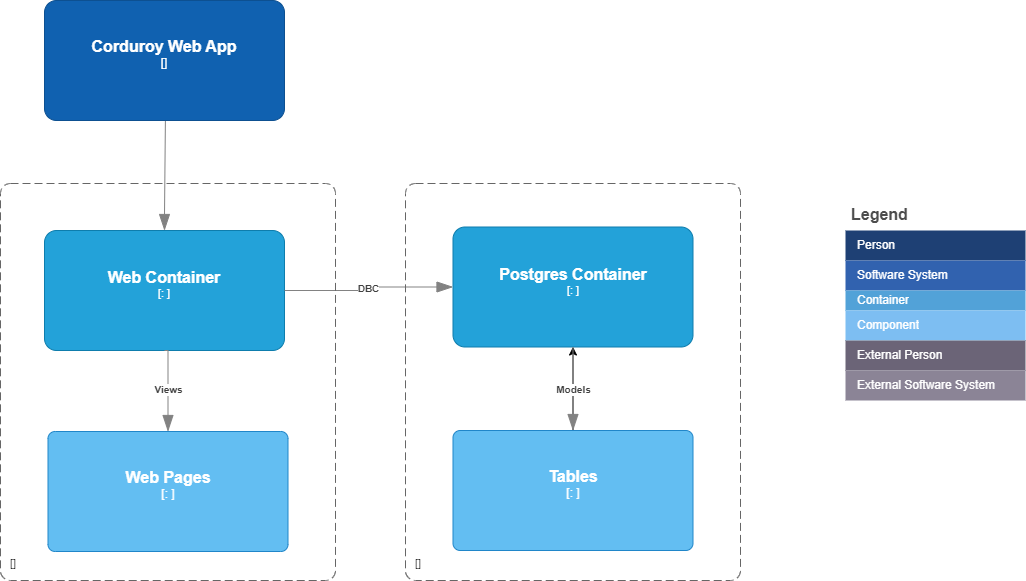 Corduroy Web App
[]
Web Container
[: ]
DBC
Postgres Container
[: ]
Views
Models
Web Pages
[: ]
Tables
[: ]
[]
[]
Legend
Person
Software System
Container
Component
External Person
External Software System